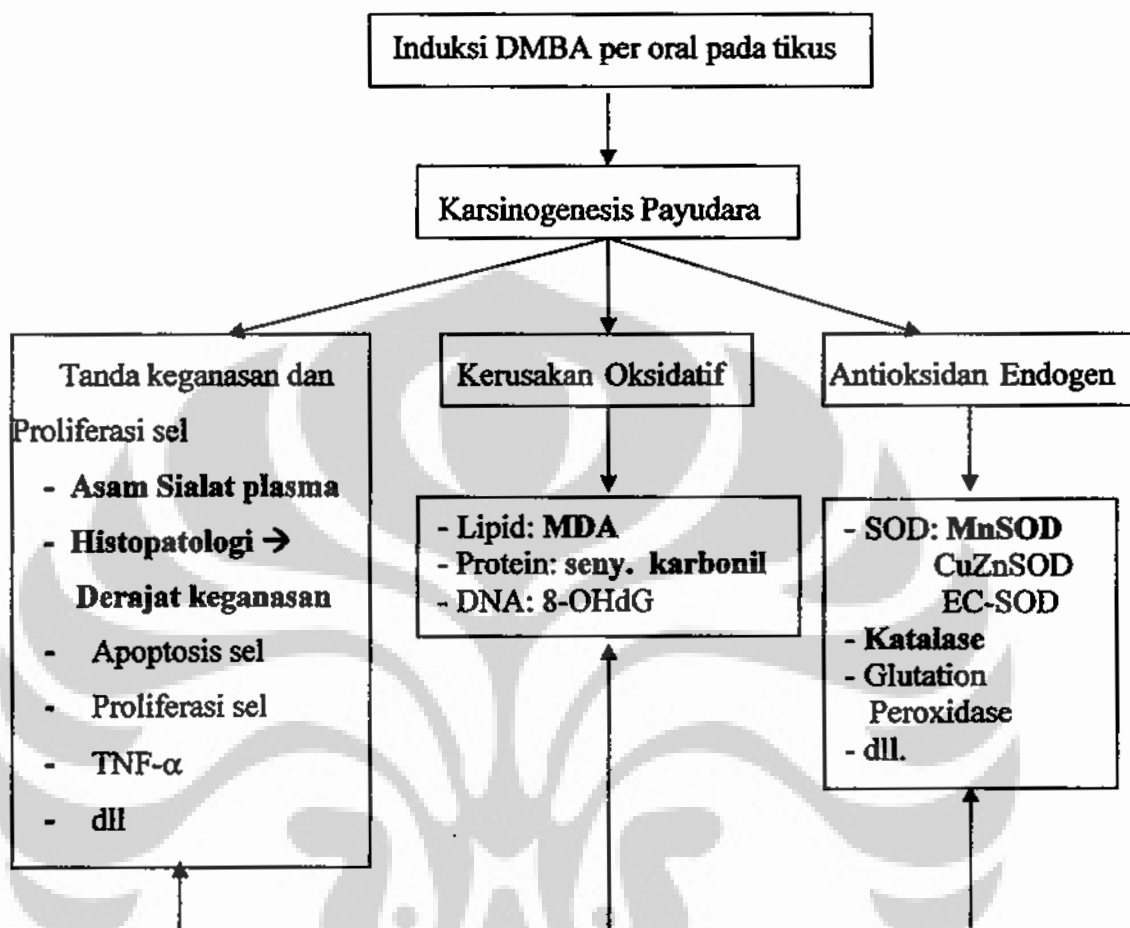 Induksi DMBA per oral pada tikus
Karsinogenesis Payudara
Tanda keganasan dan
Proliferasi sel
- Asam Sialat plasma
- Histopatologi →
Derajat keganasan
- Apoptosis sel
- Proliferasi sel
- TNF-α
- dll
Kerusakan Oksidatif
- Lipid: MDA
- Protein: seny. karbonil
- DNA: 8-OHdG
Antioksidan Endogen
- SOD: MnSOD
CuZnSOD
EC-SOD
- Katalase
- Glutation
Peroxidase
- dll.